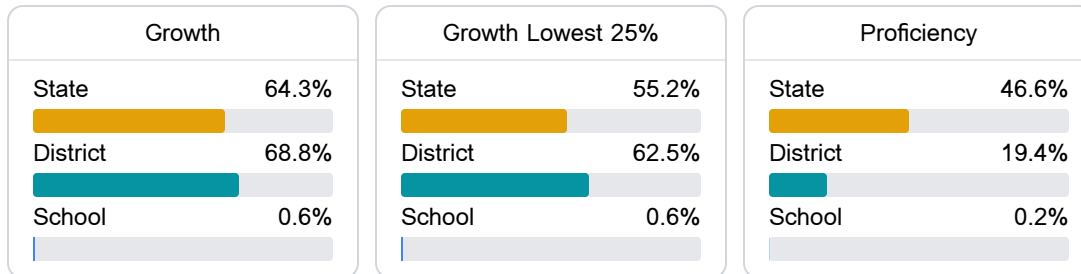 Growth
State 64.3%
District 68.8%
School 0.6%
Growth Lowest 25%
State 55.2%
District 62.5%
School 0.6%
Proficiency
State 46.6%
District 19.4%
School 0.2%